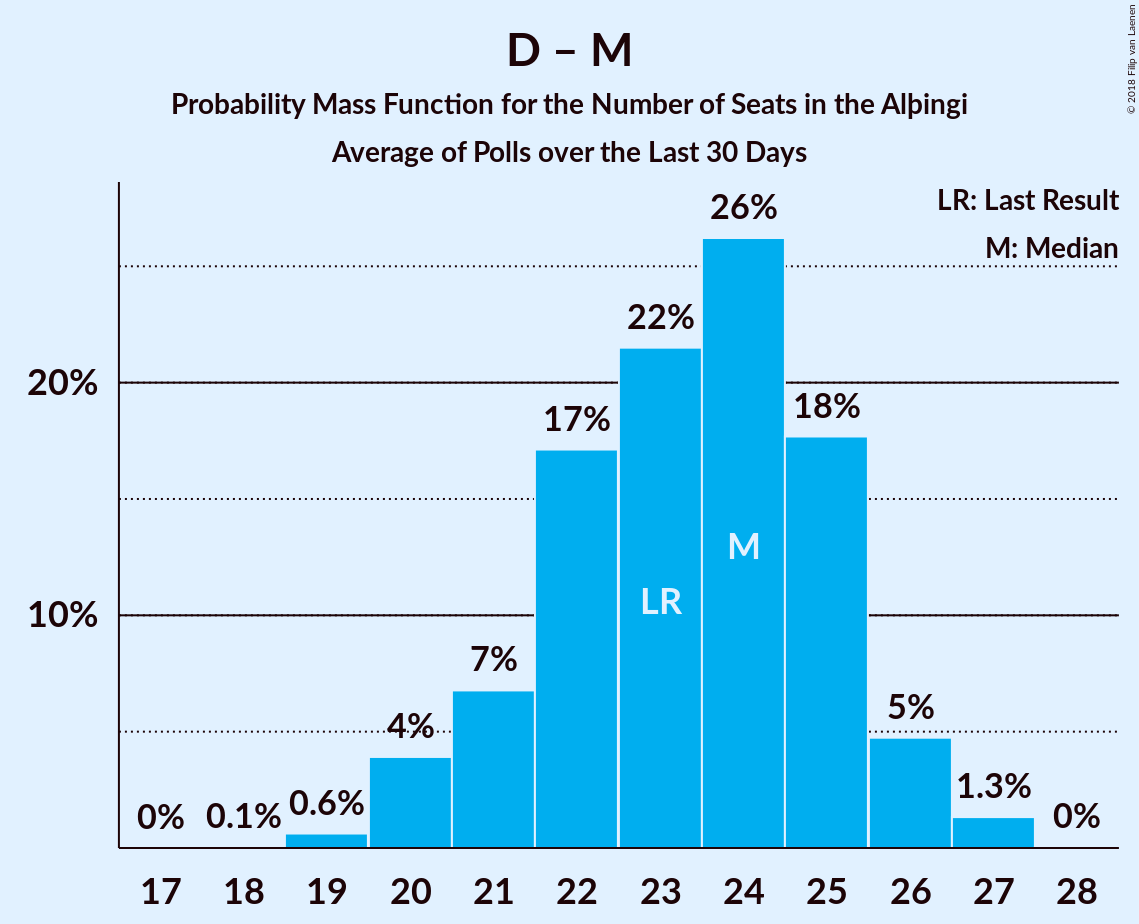 D – M
Probability Mass Function for the Number of Seats in the Alþingi
Average of Polls over the Last 30 Days
© 2018 Filip van Laenen
LR: Last Result
M: Median
26%
22%
20%
18%
17%
M
LR
10%
7%
5%
4%
1.3%
0.6%
0% 0.1% 0%
17 18 19 20 21 22 23 24 25 26 27 28